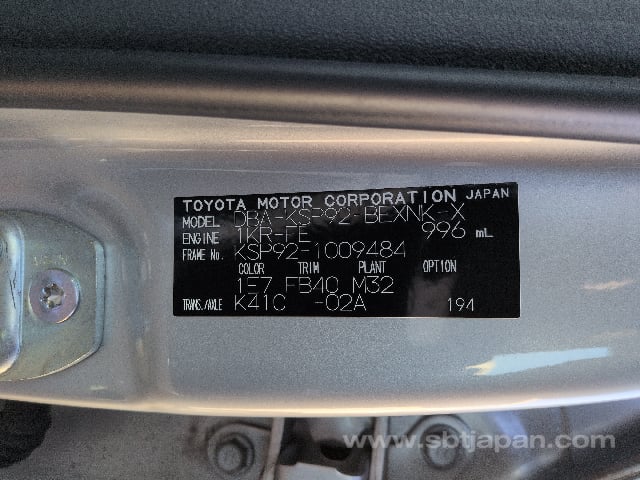 TOYOTA MOTOR CORPORATION JAPAN
MODEL DBA-KSP92-BEXNK-X
ENGINE 1KR-FE 996 mL
FRAME No. KSP92-1009484
COLOR TRIM PLANT OPTION
1E7 FB40 M32
TRANS./AXLE K41C -02A 194
www.sbtjapan.com